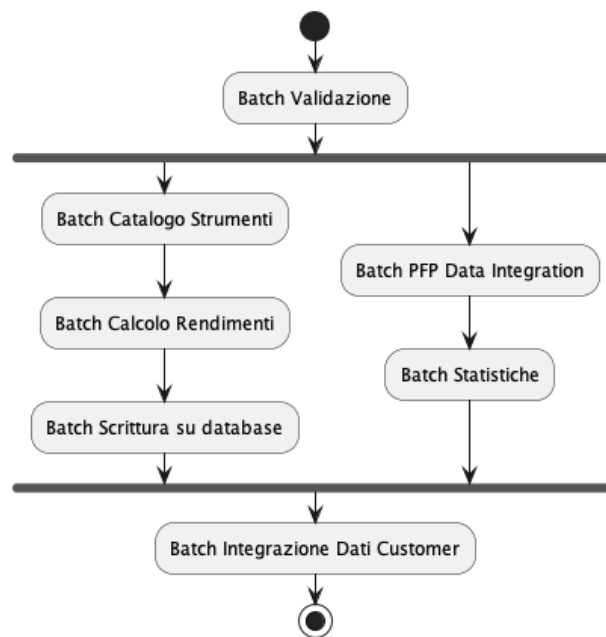 Batch Validazione
Batch Catalogo Strumenti
Batch Calcolo Rendimenti
Batch Scrittura su database
Batch PFP Data Integration
Batch Statistiche
Batch Integrazione Dati Customer